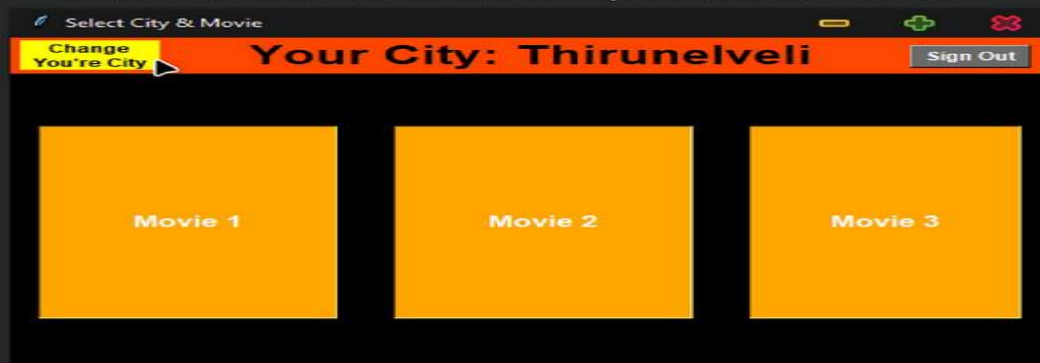 Select City & Movie
Change
You're City
Your City: Thirunelveli
Sign Out
Movie 1
Movie 2
Movie 3